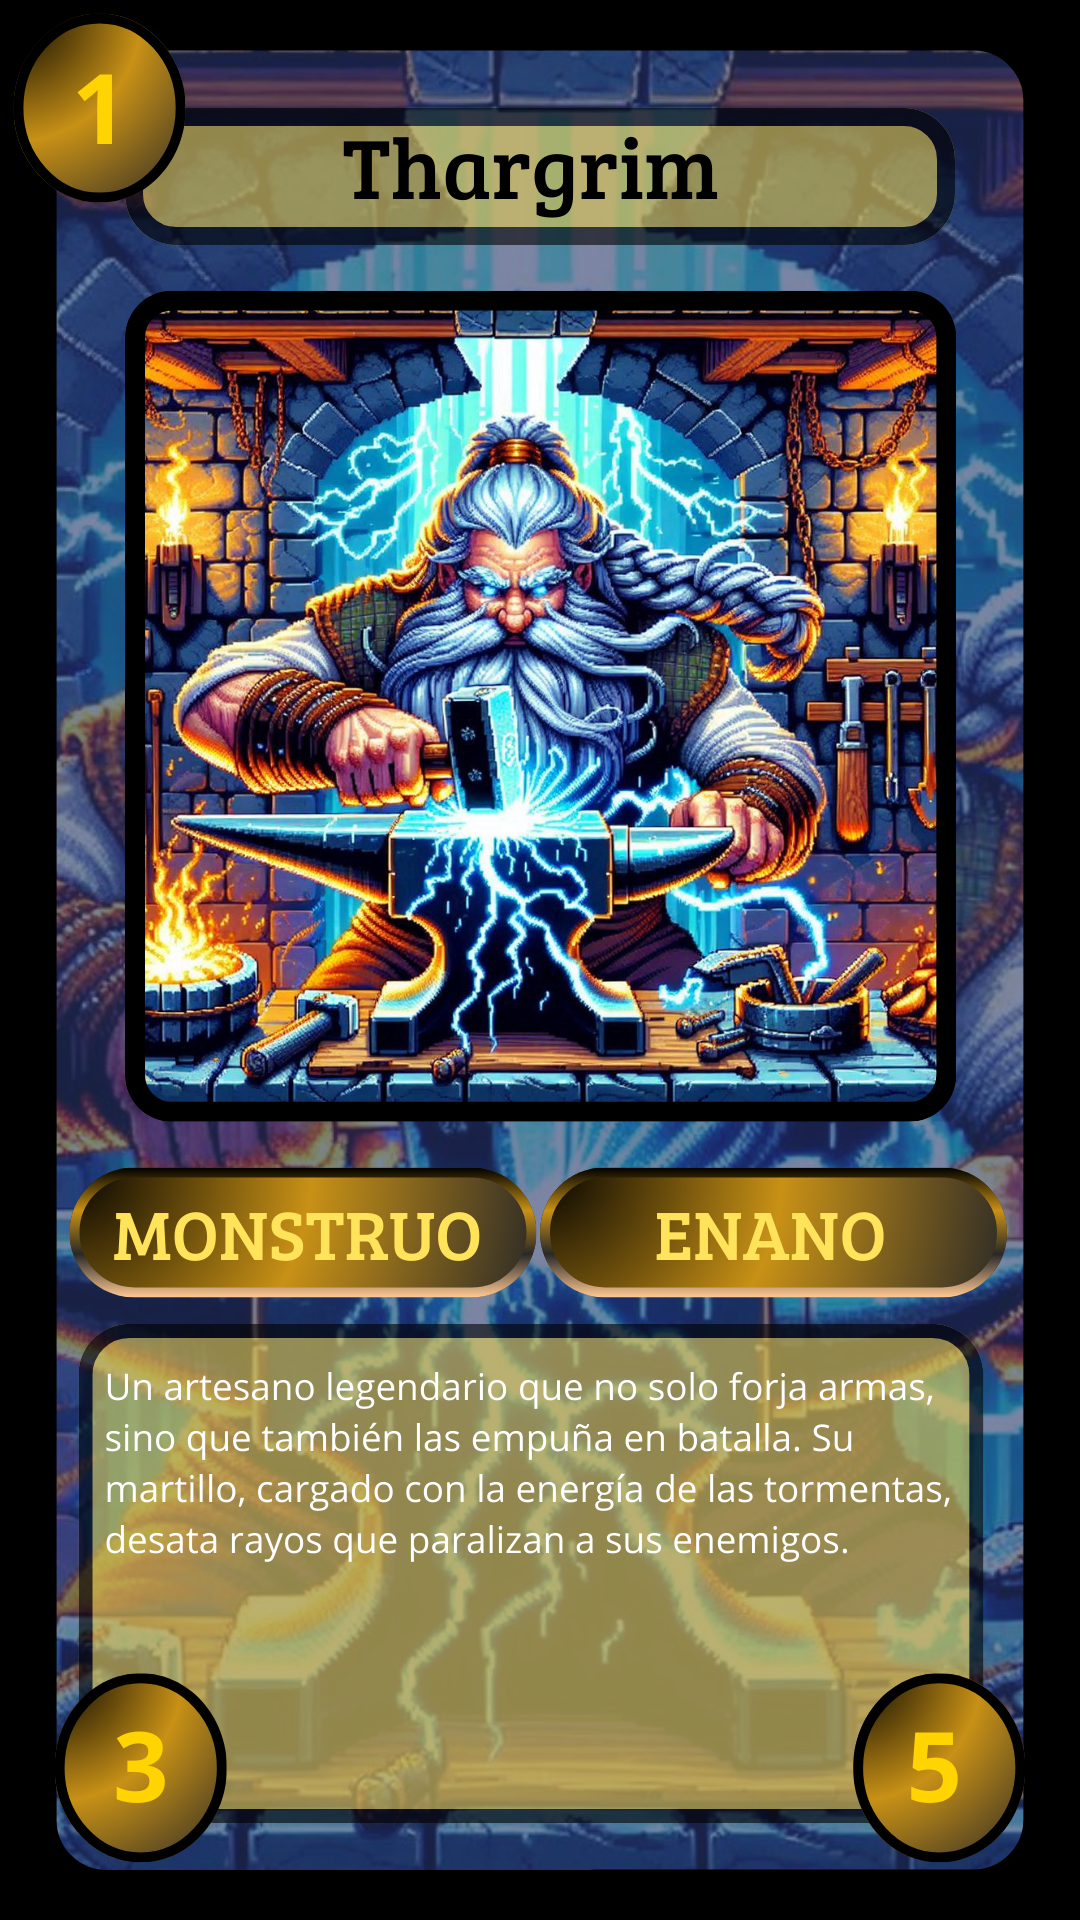 1
Thargrim
MONSTRUO
ENANO
Un artesano legendario que no solo forja armas,
sino que también las empuña en batalla. Su
martillo, cargado con la energía de las tormentas,
desata rayos que paralizan a sus enemigos.
3
5